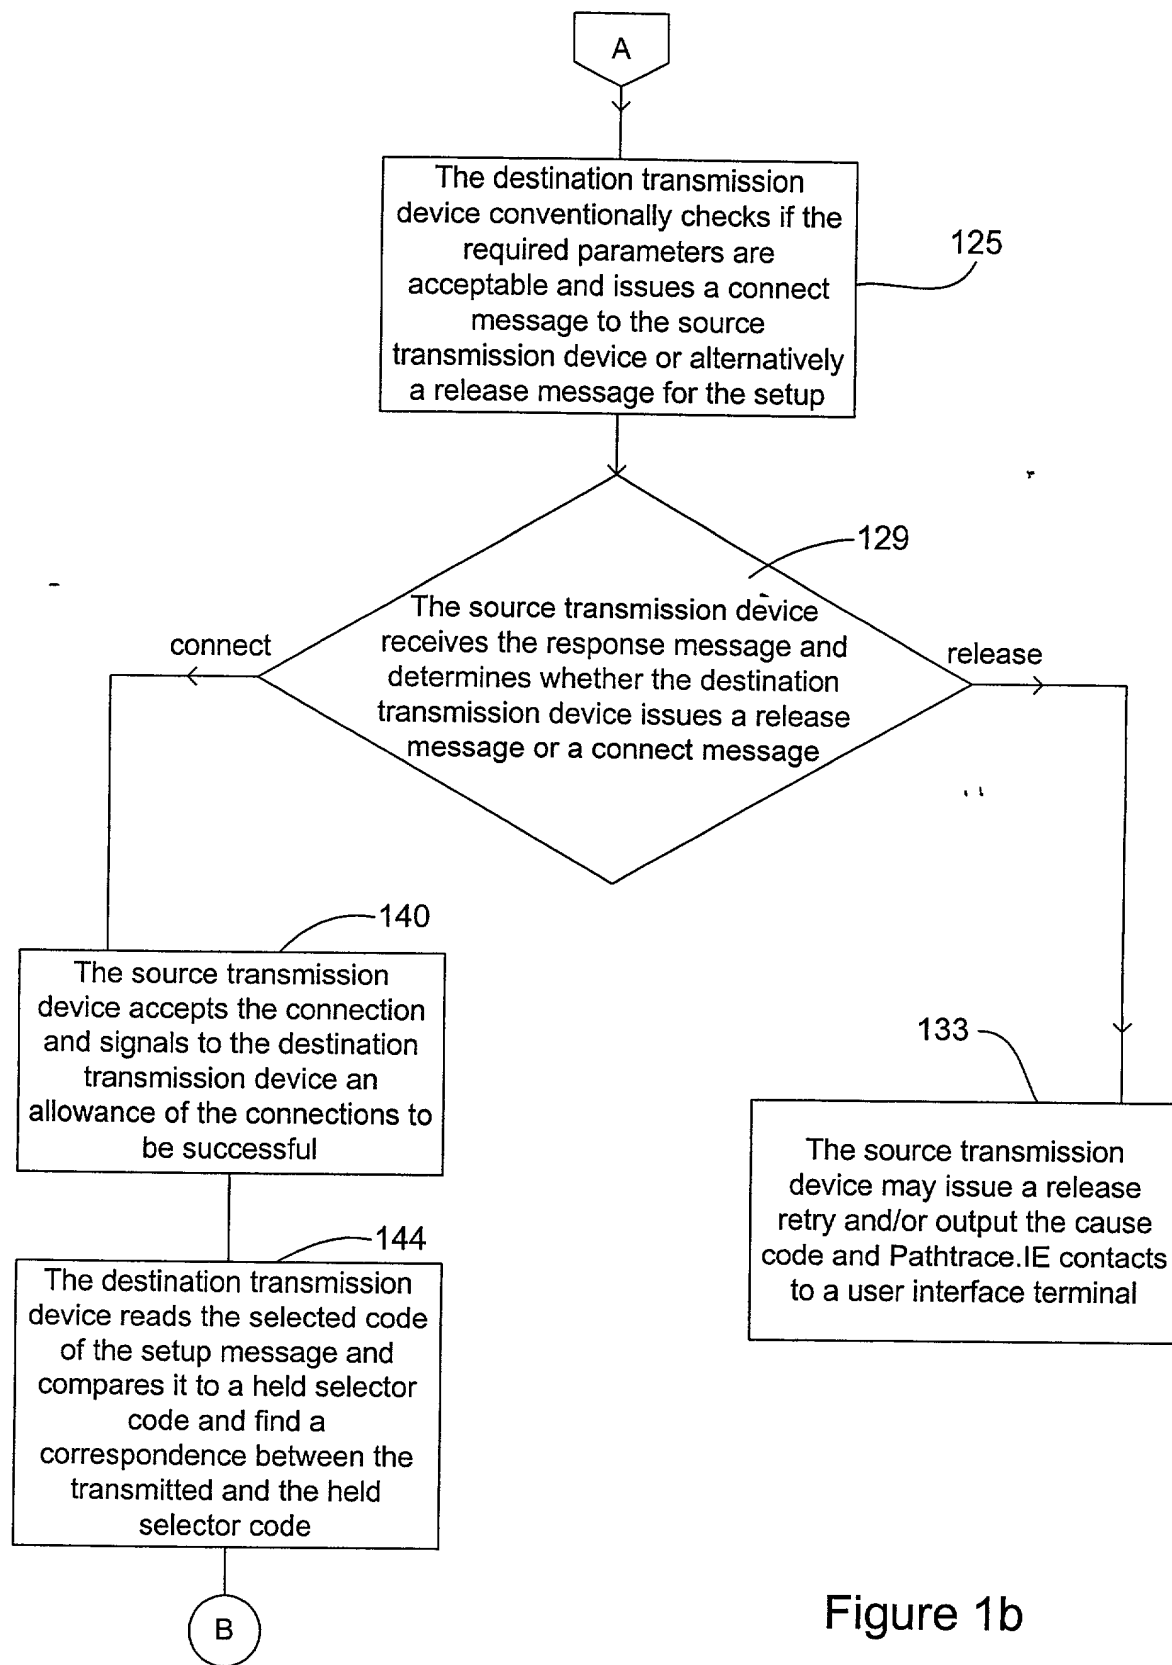 A
The destination transmission
device conventionally checks if the
required parameters are
acceptable and issues a connect
message to the source
transmission device or alternatively
a release message for the setup
125
129
The source transmission device
receives the response message and
determines whether the destination
transmission device issues a release
message or a connect message
connect
release
140
The source transmission
device accepts the connection
and signals to the destination
transmission device an
allowance of the connections to
be successful
133
The source transmission
device may issue a release
retry and/or output the cause
code and Pathtrace.IE contacts
to a user interface terminal
144
The destination transmission
device reads the selected code
of the setup message and
compares it to a held selector
code and find a
correspondence between the
transmitted and the held
selector code
B
Figure 1b